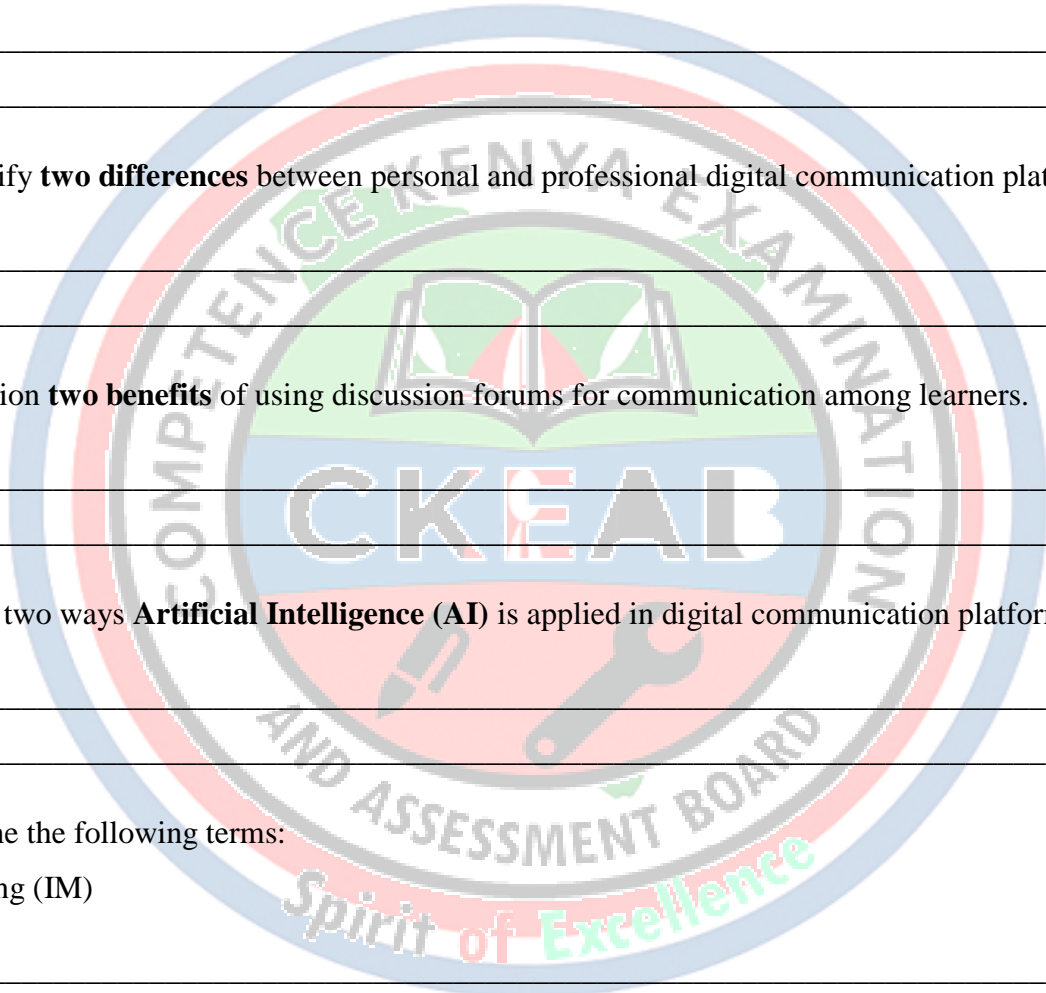 ify two differences between personal and professional digital communication plat
ion two benefits of using discussion forums for communication among learners.
two ways Artificial Intelligence (AI) is applied in digital communication platfor
ne the following terms:
ng (IM)
COMPETENCE KENYA EXAMINATION
CKEAB
AND ASSESSMENT BOARD
Spirit of Excellence